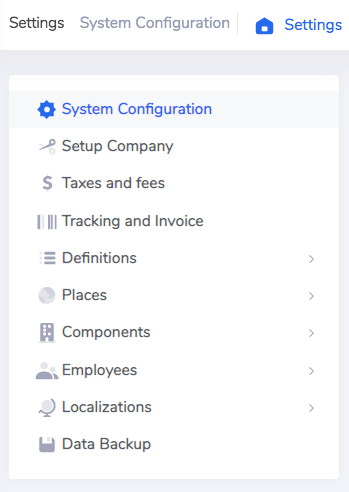 Settings System Configuration Settings
System Configuration
Setup Company
Taxes and fees
Tracking and Invoice
Definitions
Places
Components
Employees
Localizations
Data Backup